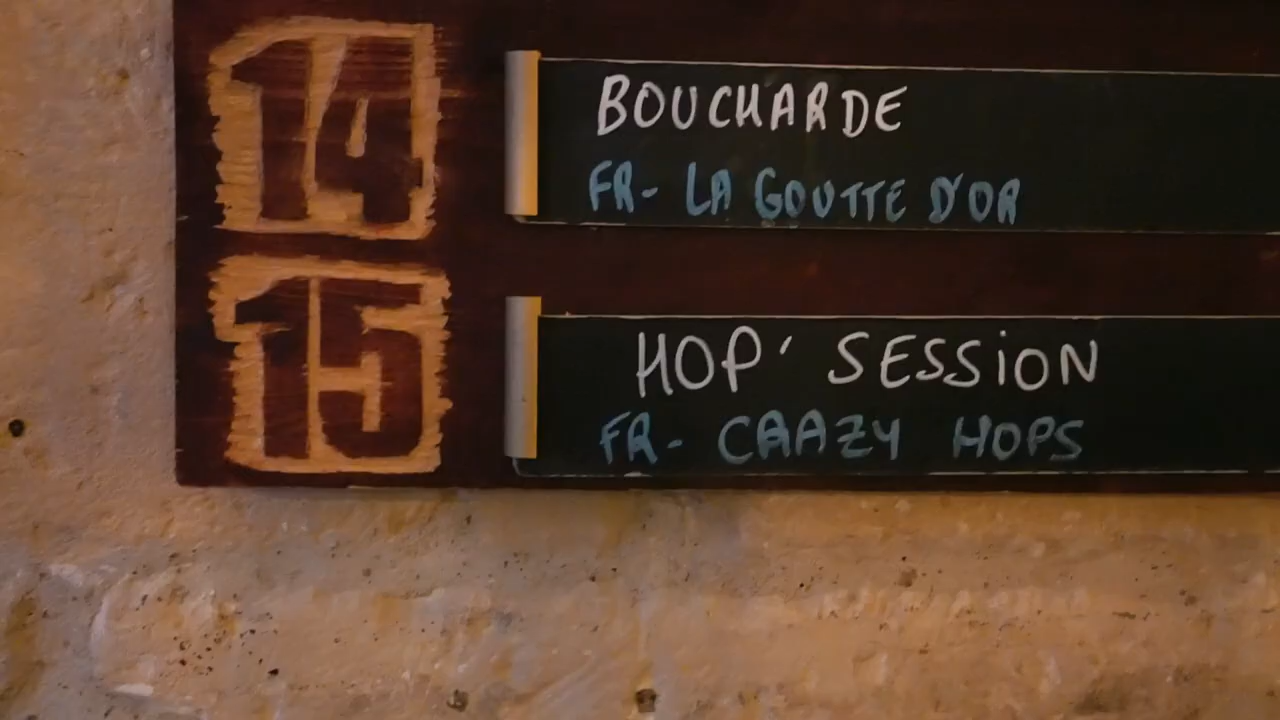 14
BOUCHARDE
FR- LA GOUTTE D'OR
15
HOP' SESSiON
FR- CRAZY HOPS